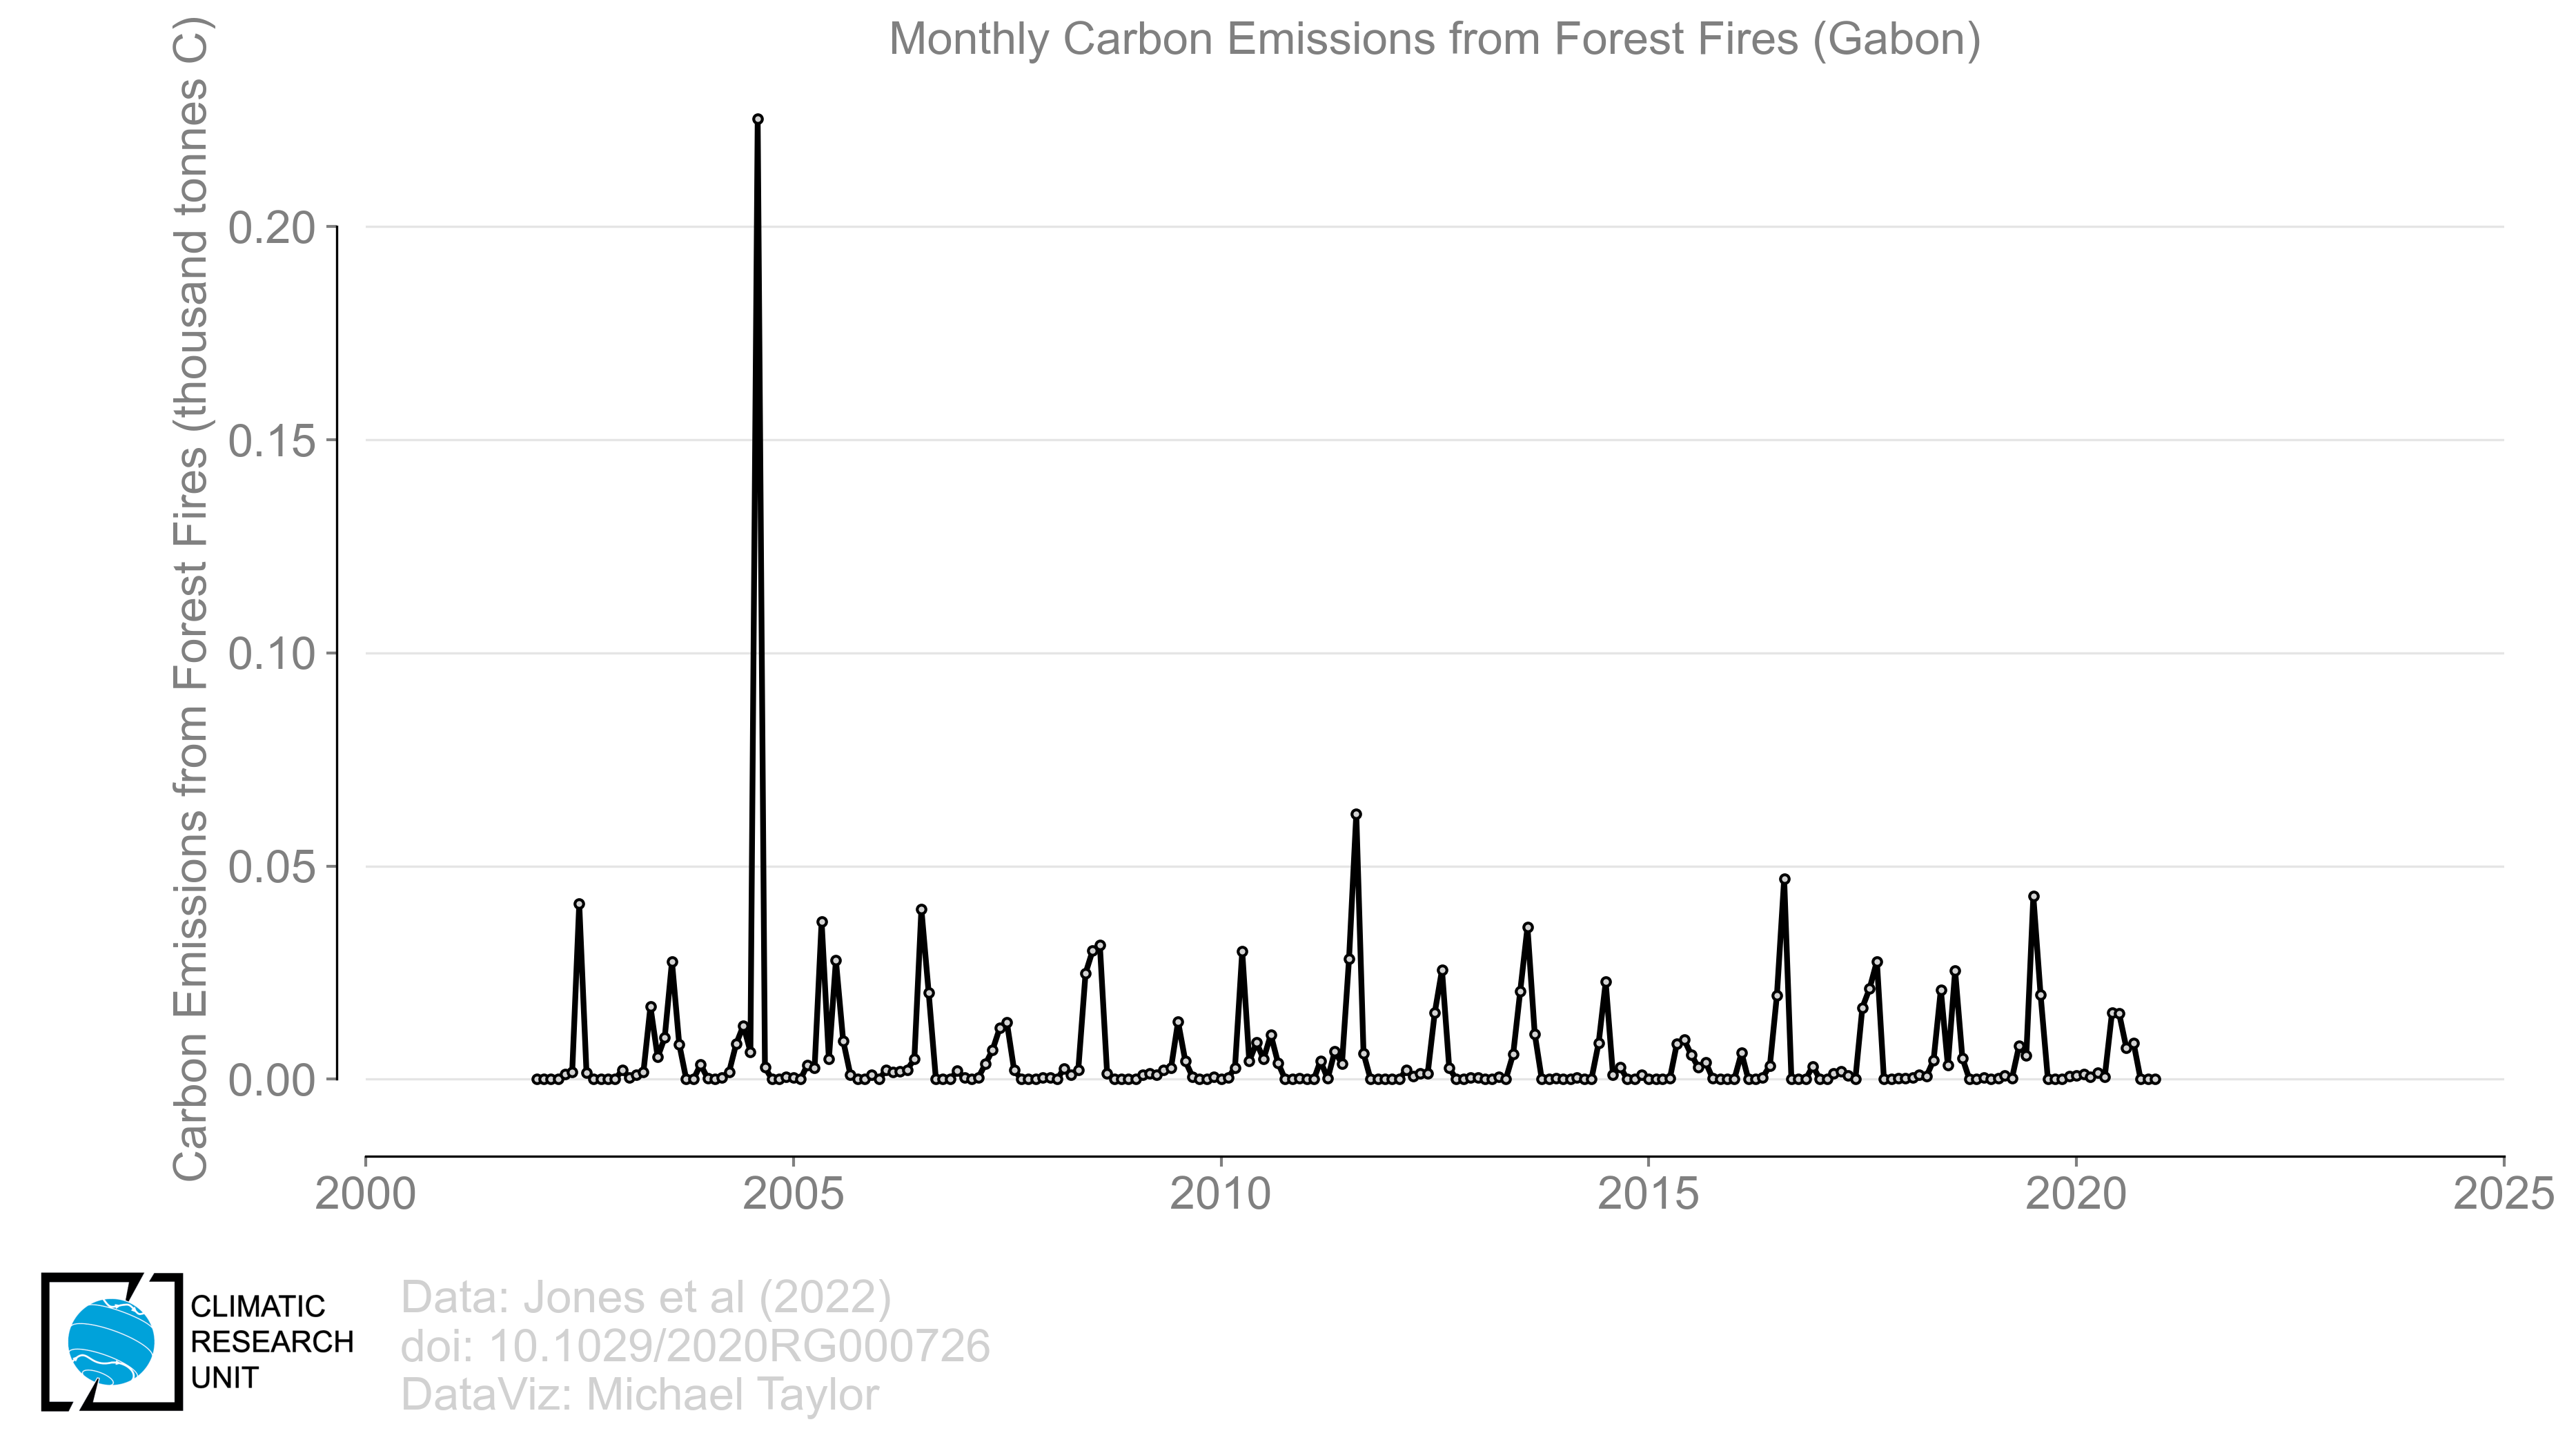 Monthly Carbon Emissions from Forest Fires (Gabon)
Carbon Emissions from Forest Fires (thousand tonnes C)
0.20
0.15
0.10
0.05
0.00
2000
2005
2010
2015
2020
2025
CLIMATIC
RESEARCH
UNIT
Data: Jones et al (2022)
doi: 10.1029/2020RG000726
DataViz: Michael Taylor